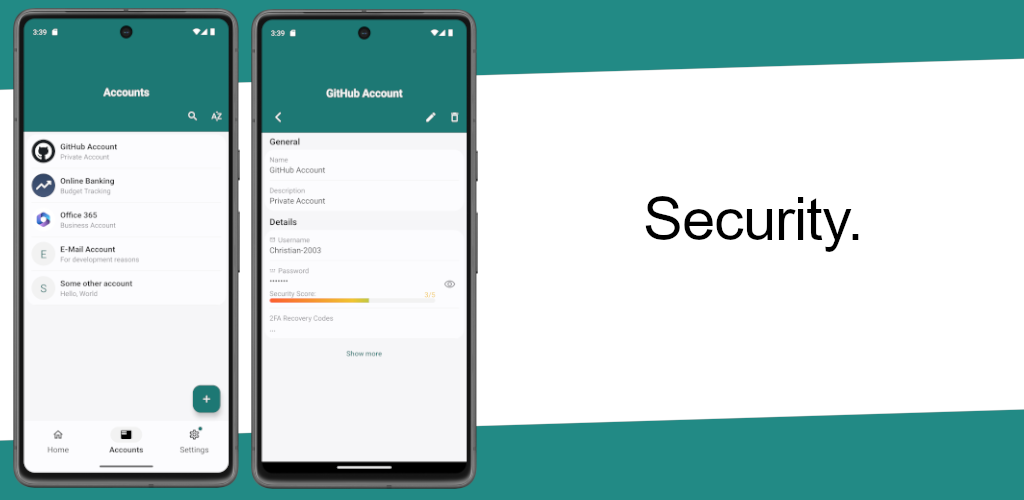 3:39
Accounts
GitHub Account
Private Account
Online Banking
Budget Tracking
Office 365
Business Account
E
E-Mail Account
For development reasons
S
Some other account
Hello, World
+
Home
Accounts
Settings
3:39
GitHub Account
General
Name
GitHub Account
Description
Private Account
Details
Username
Christian-2003
Password
•••••••
Security Score:
3/5
2FA Recovery Codes
...
Show more
Security.